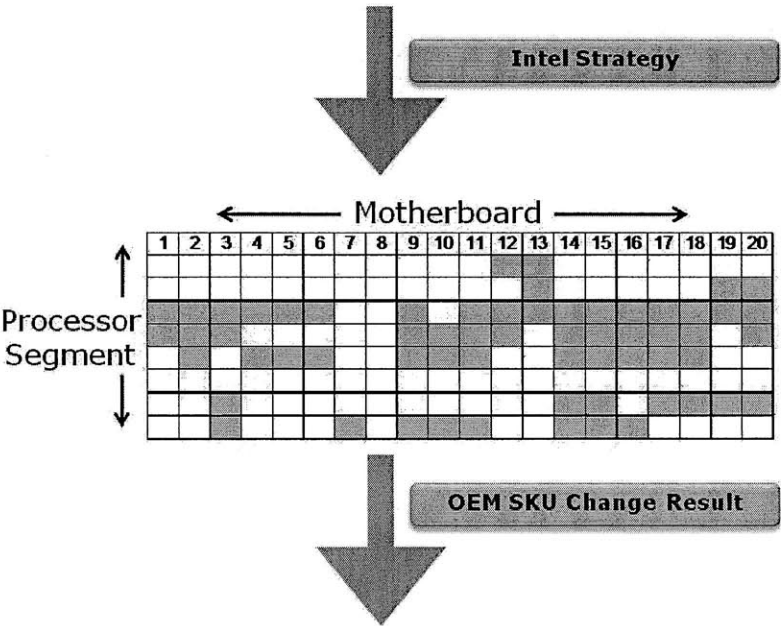 Intel Strategy
Motherboard
1 2 3 4 5 6 7 8 9 10 11 12 13 14 15 16 17 18 19 20
Processor
Segment
OEM SKU Change Result